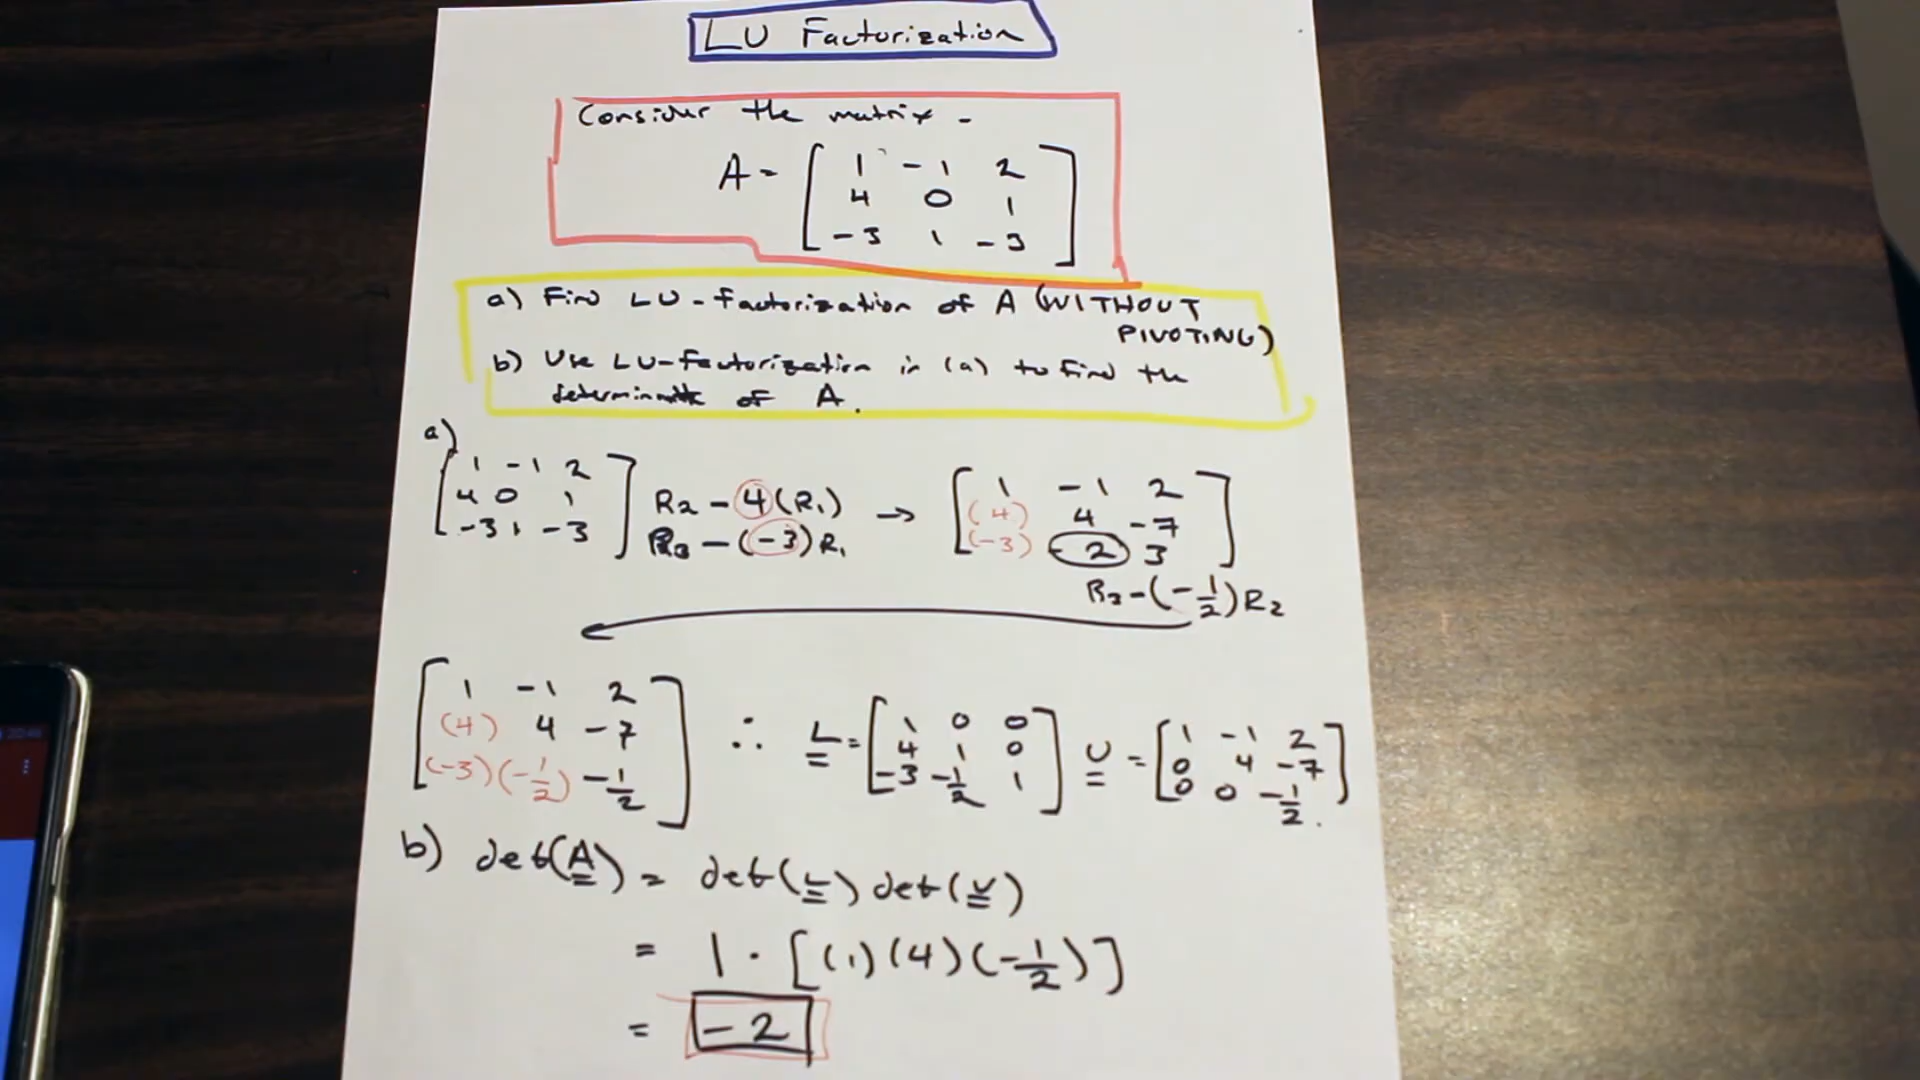 LU Factorization
Consider the matrix -
A = [ 1 -1 2
4 0 1
-3 1 -3 ]
a) Find LU-factorization of A (WITHOUT
PIVOTING)
b) Use LU-factorization in (a) to find the
of A.
a)
[ 1 -1 2
4 0 1
-3 1 -3 ]
R2 - 4(R1) →
R3 - (-3)R1
[ 1 -1 2
(4) 4 -7
(-3) -2 3 ]
R3 - (-1/2)R2
[ 1 -1 2
(4) 4 -7
(-3) (-1/2) -1/2 ]
∴ L = [ 1 0 0
4 1 0
-3 -1/2 1 ]
U = [ 1 -1 2
0 4 -7
0 0 -1/2 ].
b) det(A) = det(L) det(U)
= 1 · [(1)(4)(-1/2)]
= -2